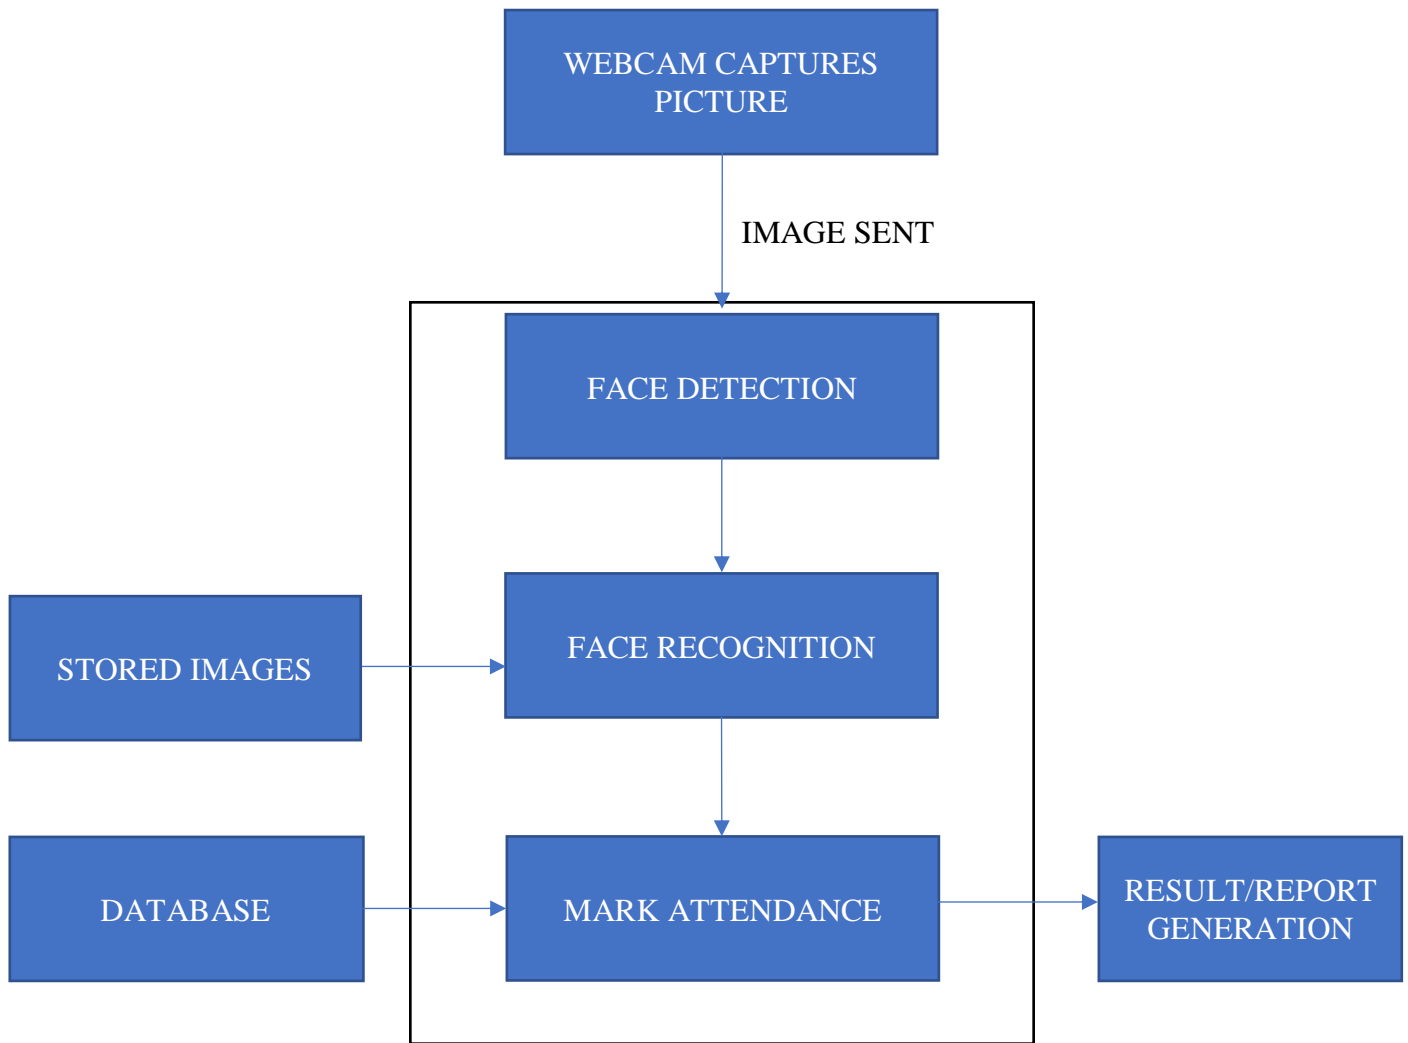 WEBCAM CAPTURES
PICTURE
IMAGE SENT
FACE DETECTION
FACE RECOGNITION
STORED IMAGES
DATABASE
MARK ATTENDANCE
RESULT/REPORT
GENERATION